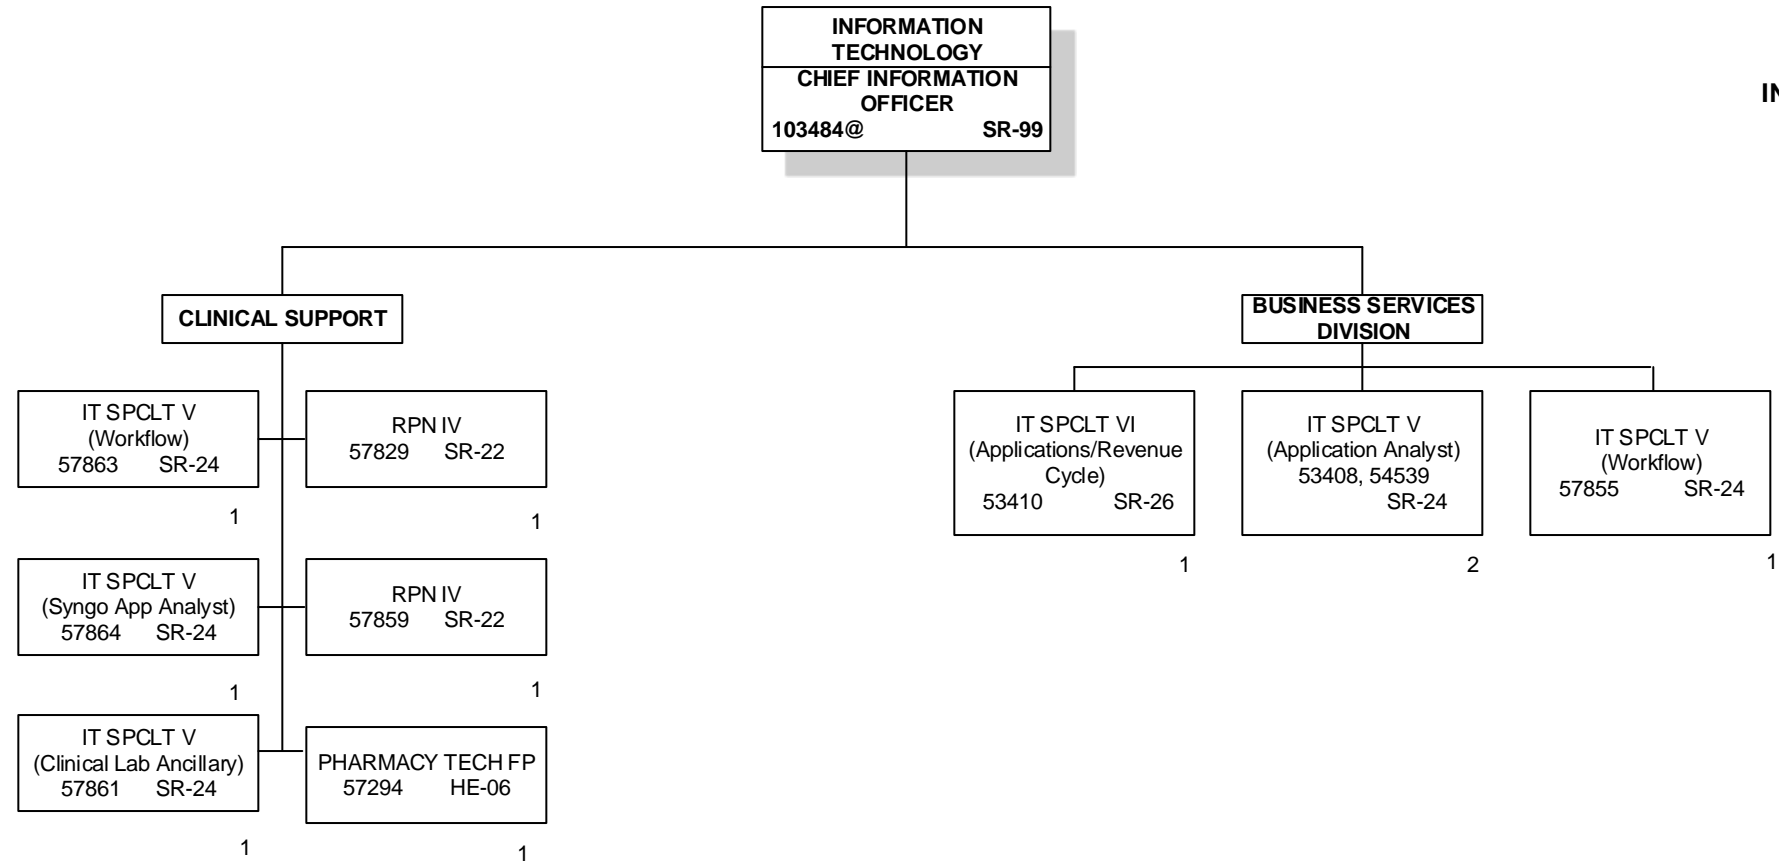 INFORMATION
TECHNOLOGY
CHIEF INFORMATION
OFFICER
103484@ SR-99
IN
CLINICAL SUPPORT
BUSINESS SERVICES
DIVISION
IT SPCLT V
(Workflow)
57863 SR-24
1
RPN IV
57829 SR-22
1
IT SPCLT V
(Syngo App Analyst)
57864 SR-24
1
RPN IV
57859 SR-22
1
IT SPCLT V
(Clinical Lab Ancillary)
57861 SR-24
1
PHARMACY TECH FP
57294 HE-06
1
IT SPCLT VI
(Applications/Revenue
Cycle)
53410 SR-26
1
IT SPCLT V
(Application Analyst)
53408, 54539
SR-24
2
IT SPCLT V
(Workflow)
57855 SR-24
1